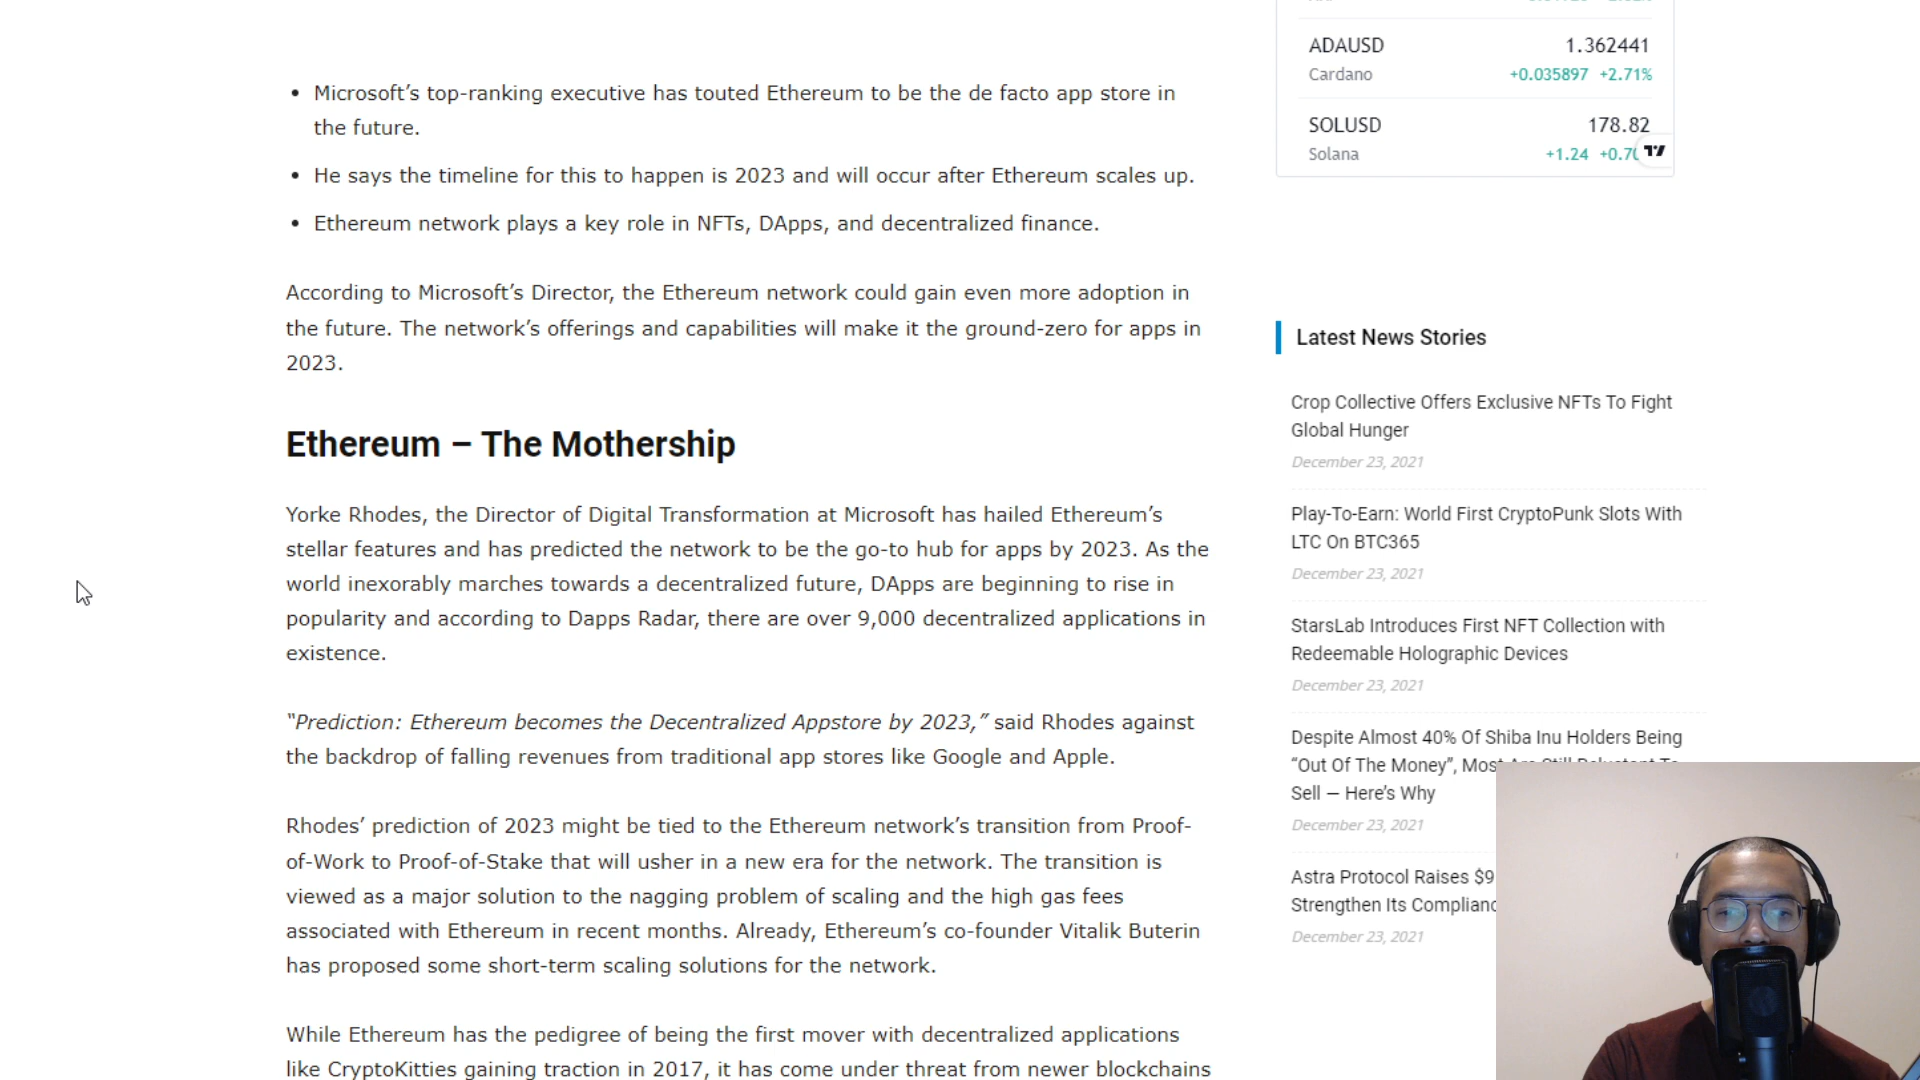 Microsoft’s top-ranking executive has touted Ethereum to be the de facto app store in
the future.
He says the timeline for this to happen is 2023 and will occur after Ethereum scales up.
Ethereum network plays a key role in NFTs, DApps, and decentralized finance.
According to Microsoft’s Director, the Ethereum network could gain even more adoption in
the future. The network’s offerings and capabilities will make it the ground-zero for apps in
2023.
Ethereum – The Mothership
Yorke Rhodes, the Director of Digital Transformation at Microsoft has hailed Ethereum’s
stellar features and has predicted the network to be the go-to hub for apps by 2023. As the
world inexorably marches towards a decentralized future, DApps are beginning to rise in
popularity and according to Dapps Radar, there are over 9,000 decentralized applications in
existence.
“Prediction: Ethereum becomes the Decentralized Appstore by 2023,” said Rhodes against
the backdrop of falling revenues from traditional app stores like Google and Apple.
Rhodes’ prediction of 2023 might be tied to the Ethereum network’s transition from Proof-
of-Work to Proof-of-Stake that will usher in a new era for the network. The transition is
viewed as a major solution to the nagging problem of scaling and the high gas fees
associated with Ethereum in recent months. Already, Ethereum’s co-founder Vitalik Buterin
has proposed some short-term scaling solutions for the network.
While Ethereum has the pedigree of being the first mover with decentralized applications
like CryptoKitties gaining traction in 2017, it has come under threat from newer blockchains
ADAUSD 1.362441
Cardano +0.035897 +2.71%
SOLUSD 178.82
Solana +1.24
Latest News Stories
Crop Collective Offers Exclusive NFTs To Fight
Global Hunger
December 23, 2021
Play-To-Earn: World First CryptoPunk Slots With
LTC On BTC365
December 23, 2021
StarsLab Introduces First NFT Collection with
Redeemable Holographic Devices
December 23, 2021
Despite Almost 40% Of Shiba Inu Holders Being
“Out Of The Money”, Most
Sell — Here’s Why
December 23, 2021
Astra Protocol Raises $9
Strengthen Its
December 23, 2021